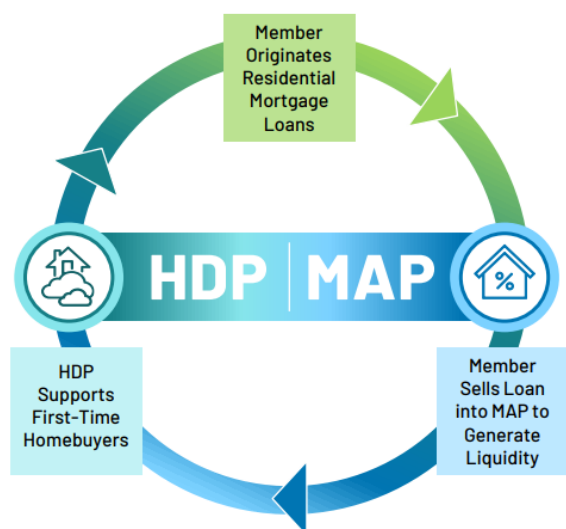 Member
Originates
Residential
Mortgage
Loans
HDP | MAP
%
HDP
Supports
First-Time
Homebuyers
Member
Sells Loan
into MAP to
Generate
Liquidity